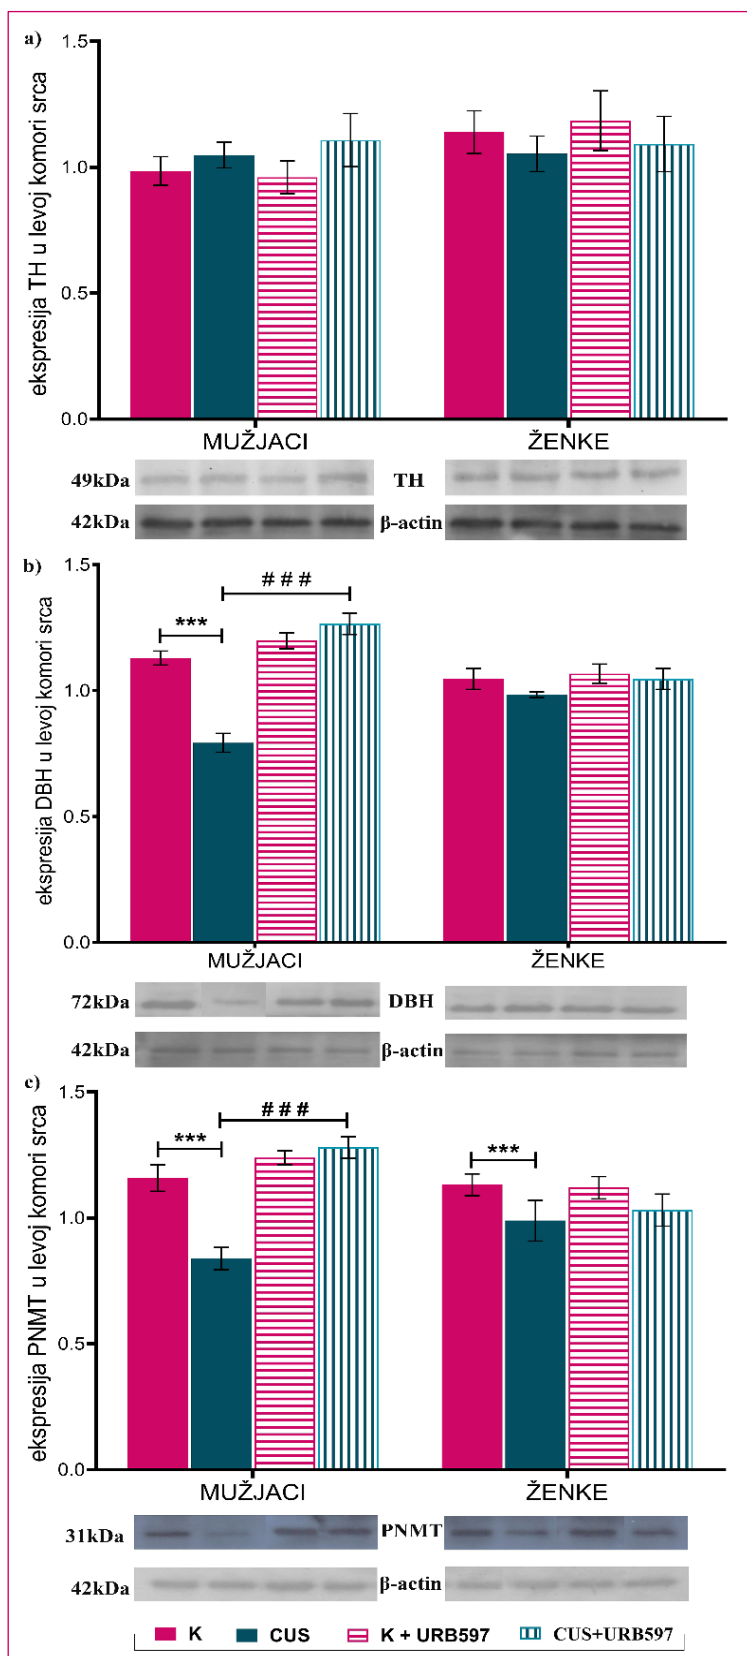 a)
ekspresija TH u levoj komori srca
1.5
1.0
0.5
0.0
MUŽJACI ŽENKE
49kDa TH
42kDa β-actin
b)
ekspresija DBH u levoj komori srca
1.5
1.0
0.5
0.0
*** # # #
MUŽJACI ŽENKE
72kDa DBH
42kDa β-actin
c)
ekspresija PNMT u levoj komori srca
1.5
1.0
0.5
0.0
*** # # # ***
MUŽJACI ŽENKE
31kDa PNMT
42kDa β-actin
K CUS K + URB597 CUS+URB597